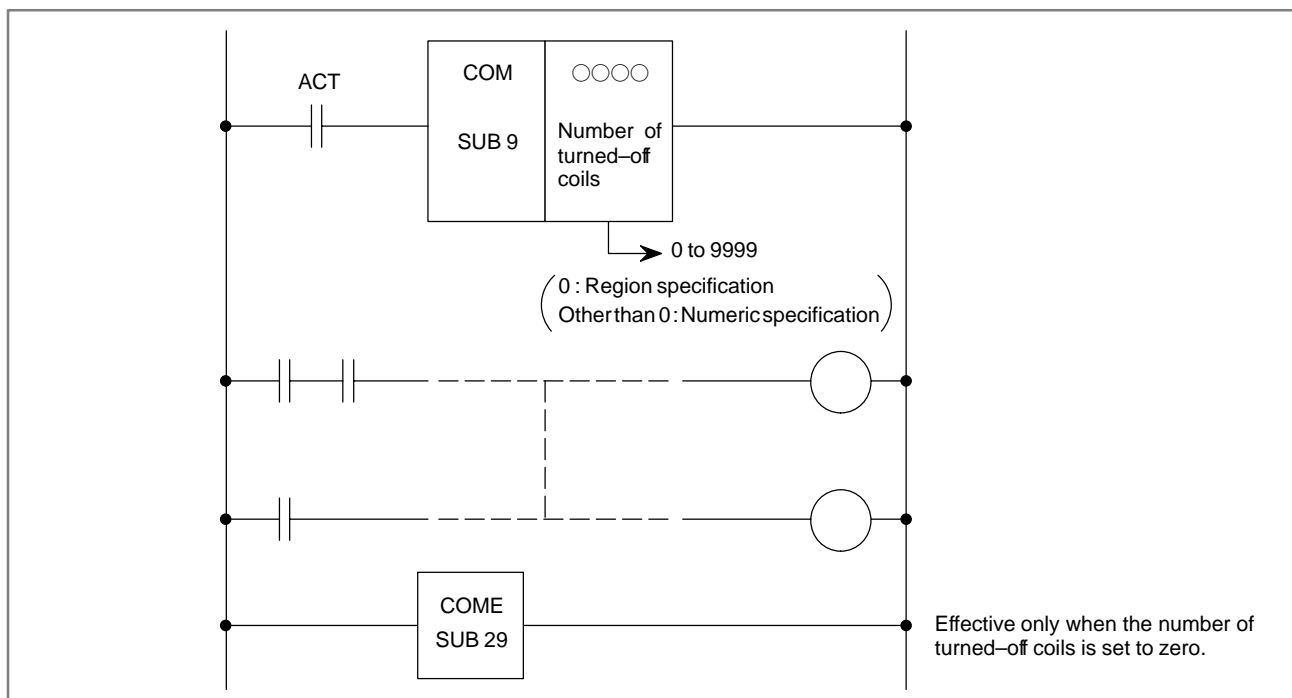 ACT
COM
SUB 9
○○○○
Number of
turned–off
coils
0 to 9999
0 : Region specification
Other than 0 : Numeric specification
COME
SUB 29
Effective only when the number of
turned–off coils is set to zero.